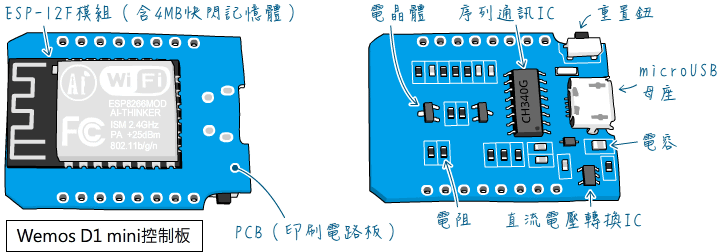 ESP-12F模組（含4MB快閃記憶體）
Ai
WiFi
ESP8266MOD
AI-THINKER
ISM 2.4GHz
PA +25dBm
802.11b/g/n
FC
PCB（印刷電路板）
Wemos D1 mini控制板
電晶體
序列通訊IC
重置鈕
microUSB
母座
CH340G
電容
電阻
直流電壓轉換IC